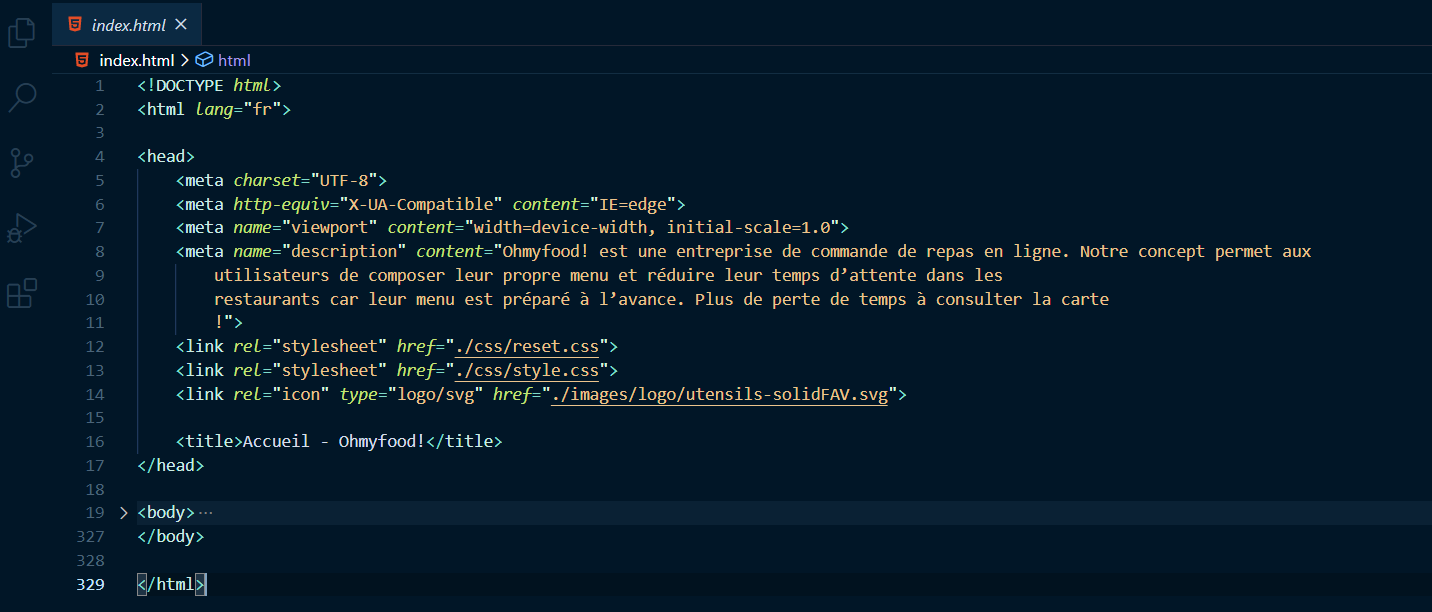 index.html ×
index.html > html
1 <!DOCTYPE html>
2 <html lang="fr">
3
4 <head>
5 <meta charset="UTF-8">
6 <meta http-equiv="X-UA-Compatible" content="IE=edge">
7 <meta name="viewport" content="width=device-width, initial-scale=1.0">
8 <meta name="description" content="Ohmyfood! est une entreprise de commande de repas en ligne. Notre concept permet aux
9 utilisateurs de composer leur propre menu et réduire leur temps d’attente dans les
10 restaurants car leur menu est préparé à l’avance. Plus de perte de temps à consulter la carte
11 !">
12 <link rel="stylesheet" href="./css/reset.css">
13 <link rel="stylesheet" href="./css/style.css">
14 <link rel="icon" type="logo/svg" href="./images/logo/utensils-solidFAV.svg">
15
16 <title>Accueil - Ohmyfood!</title>
17 </head>
18
19 <body>···
327 </body>
328
329 </html>